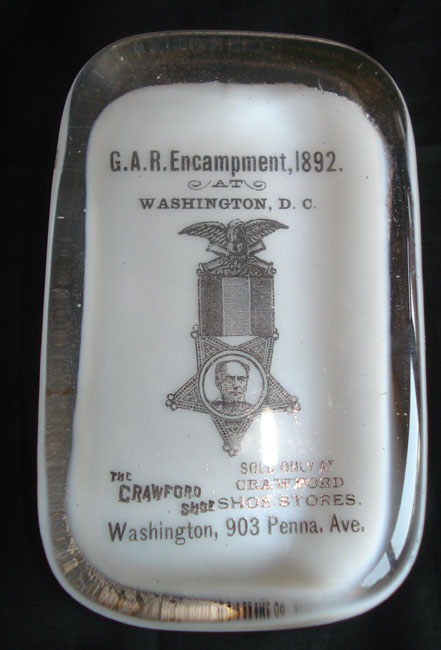 G.A.R. Encampment, 1892.
AT
WASHINGTON, D. C.
THE
CRAWFORD
SHOE
SOLD ONLY AT
CRAWFORD
SHOE STORES.
Washington, 903 Penna. Ave.